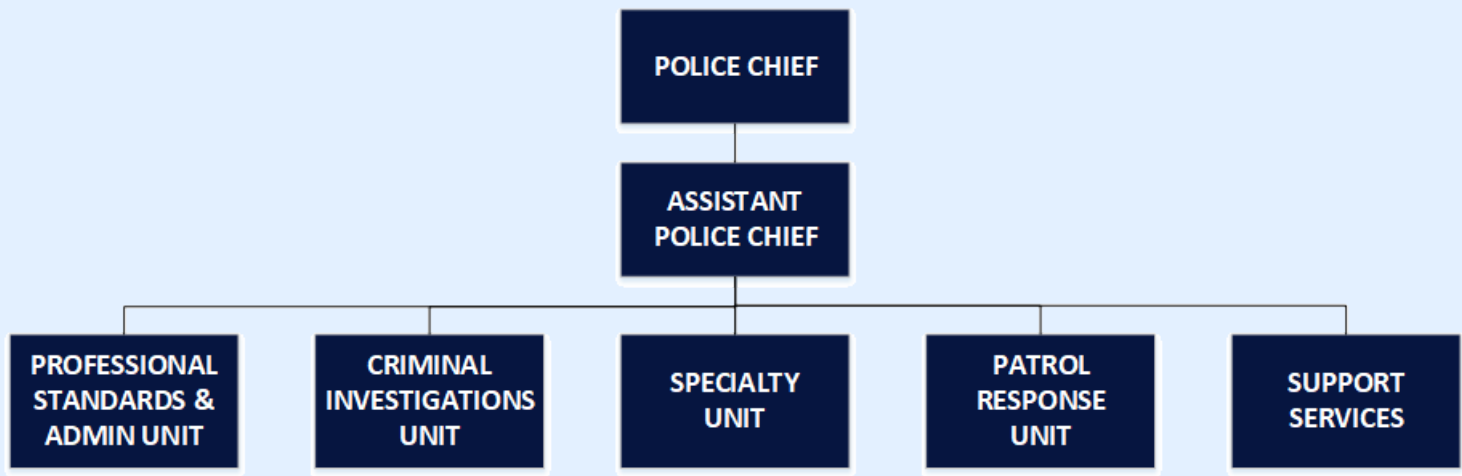 POLICE CHIEF
ASSISTANT
POLICE CHIEF
PROFESSIONAL
STANDARDS &
ADMIN UNIT
CRIMINAL
INVESTIGATIONS
UNIT
SPECIALTY
UNIT
PATROL
RESPONSE
UNIT
SUPPORT
SERVICES